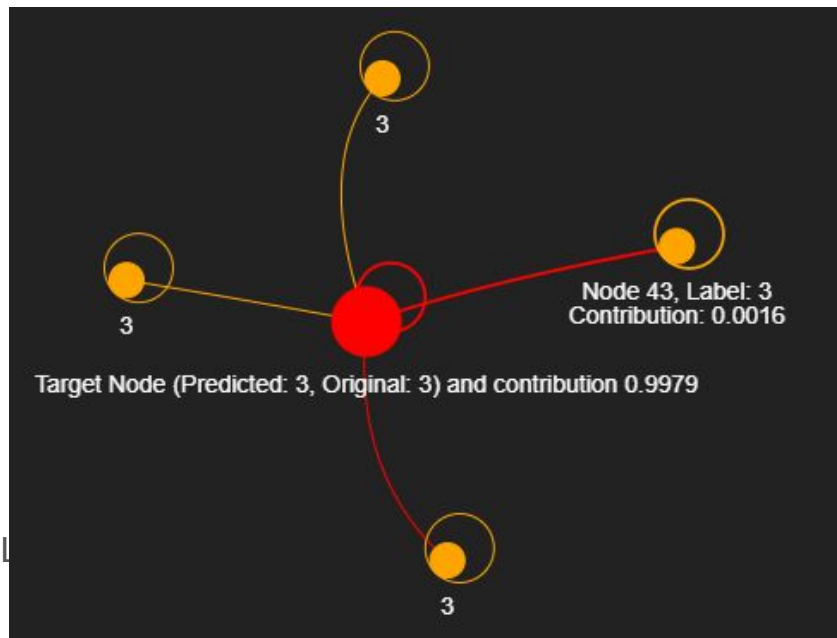 3
Node 43, Label: 3
Contribution: 0.0016
3
Target Node (Predicted: 3, Original: 3) and contribution 0.9979
3